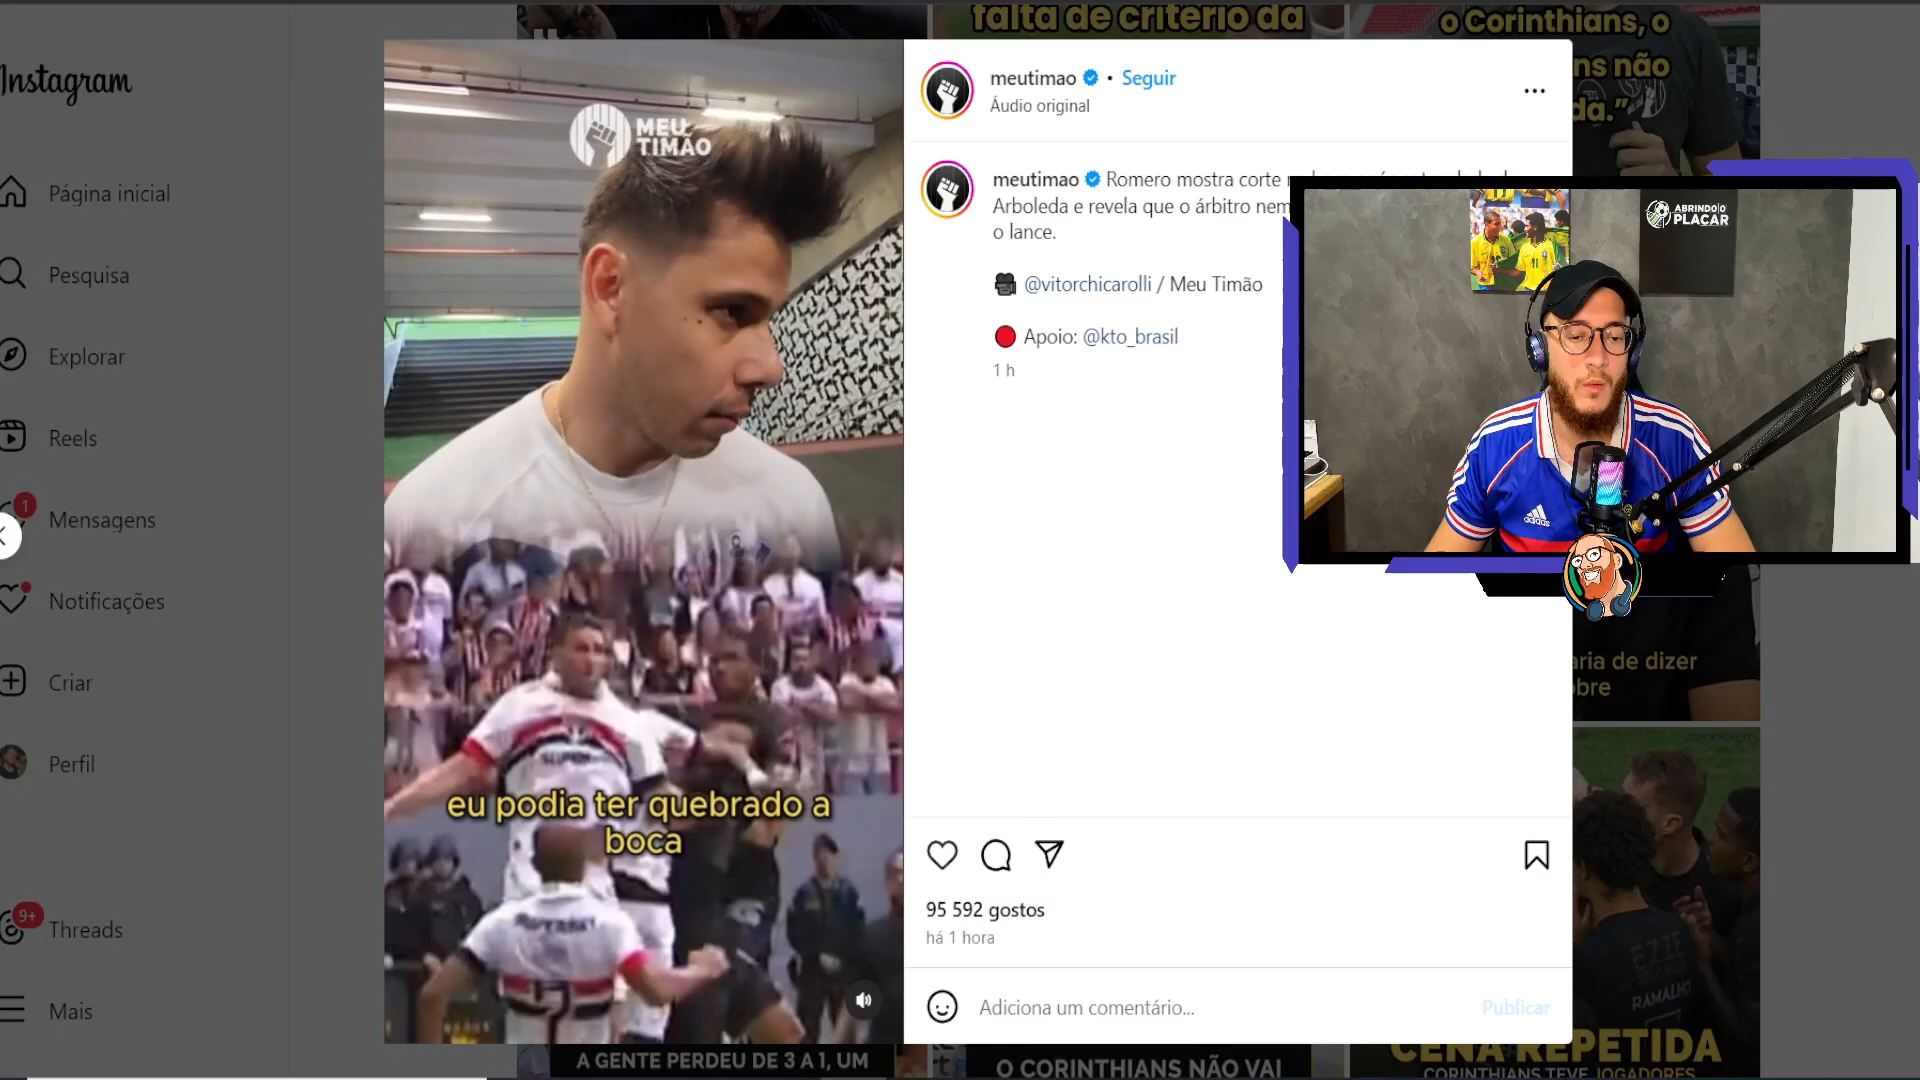 Instagram
Página inicial
Pesquisa
Explorar
Reels
1
Mensagens
Notificações
Criar
Perfil
9+
Threads
Mais
falta de critério da
o Corinthians, o
ns não
da.”
MEU
TIMÃO
eu podia ter quebrado a
boca
meutimao • Seguir
Áudio original
meutimao Romero mostra corte
Arboleda e revela que o árbitro nem
o lance.
@vitorchicarolli / Meu Timão
Apoio: @kto_brasil
1 h
ABRINDO O
PLACAR
adidas
11
aria de dizer
bre
95 592 gostos
há 1 hora
Adiciona um comentário...
Publicar
EZZE
RAMALHO
A GENTE PERDEU DE 3 A 1, UM
O CORINTHIANS NÃO VAI
CENA REPETIDA
CORINTHIANS TEVE JOGADORES